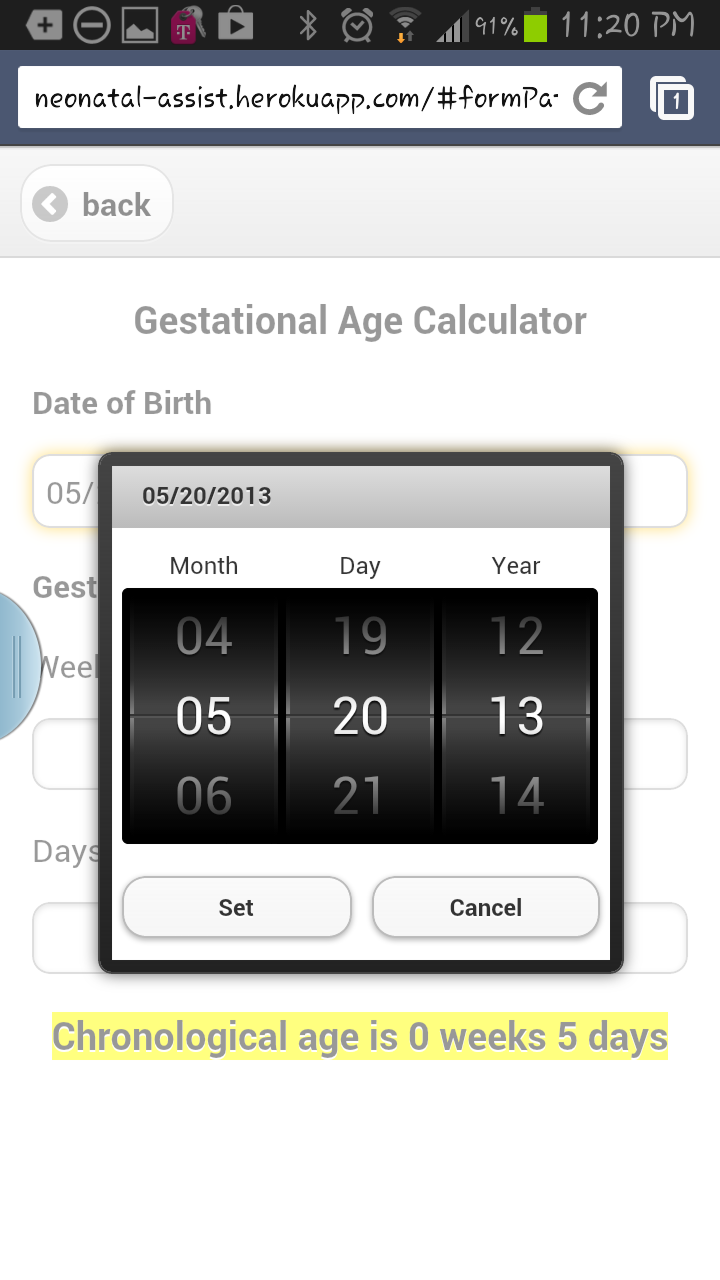 91% 11:20 PM
neonatal-assist.herokuapp.com/#formPa
1
back
Gestational Age Calculator
Date of Birth
05/
05/20/2013
Month Day Year
Gest
04 19 12
Week
05 20 13
06 21 14
Days
Set Cancel
Chronological age is 0 weeks 5 days